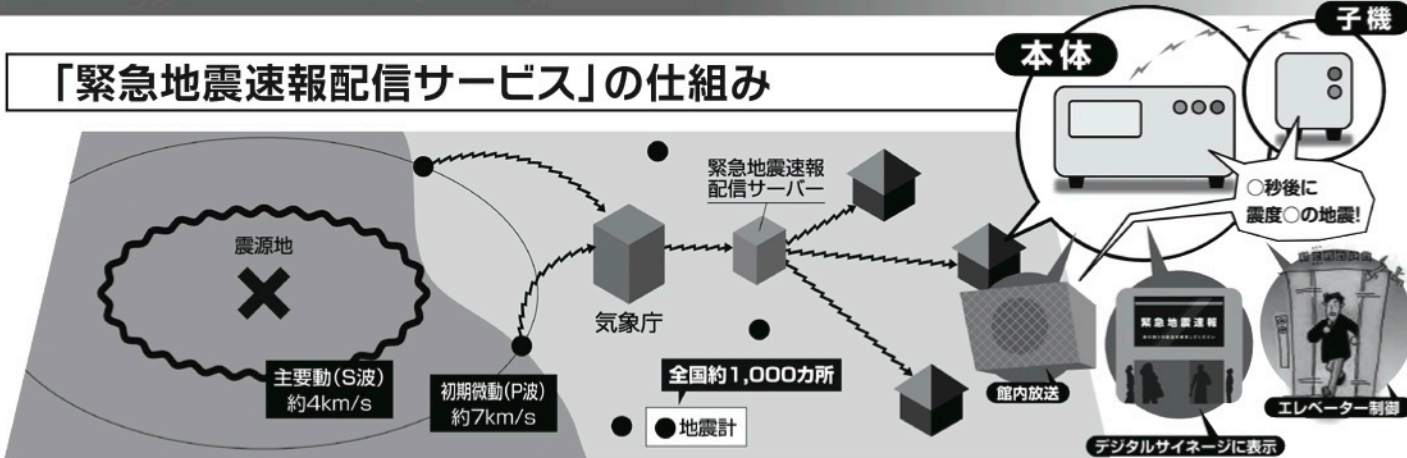 「緊急地震速報配信サービス」の仕組み
本体
子機
○秒後に
震度○の地震!
緊急地震速報
配信サーバー
震源地
気象庁
主要動(S波)
約4km/s
初期微動(P波)
約7km/s
全国約1,000カ所
●地震計
館内放送
緊急地震速報
デジタルサイネージに表示
エレベーター制御